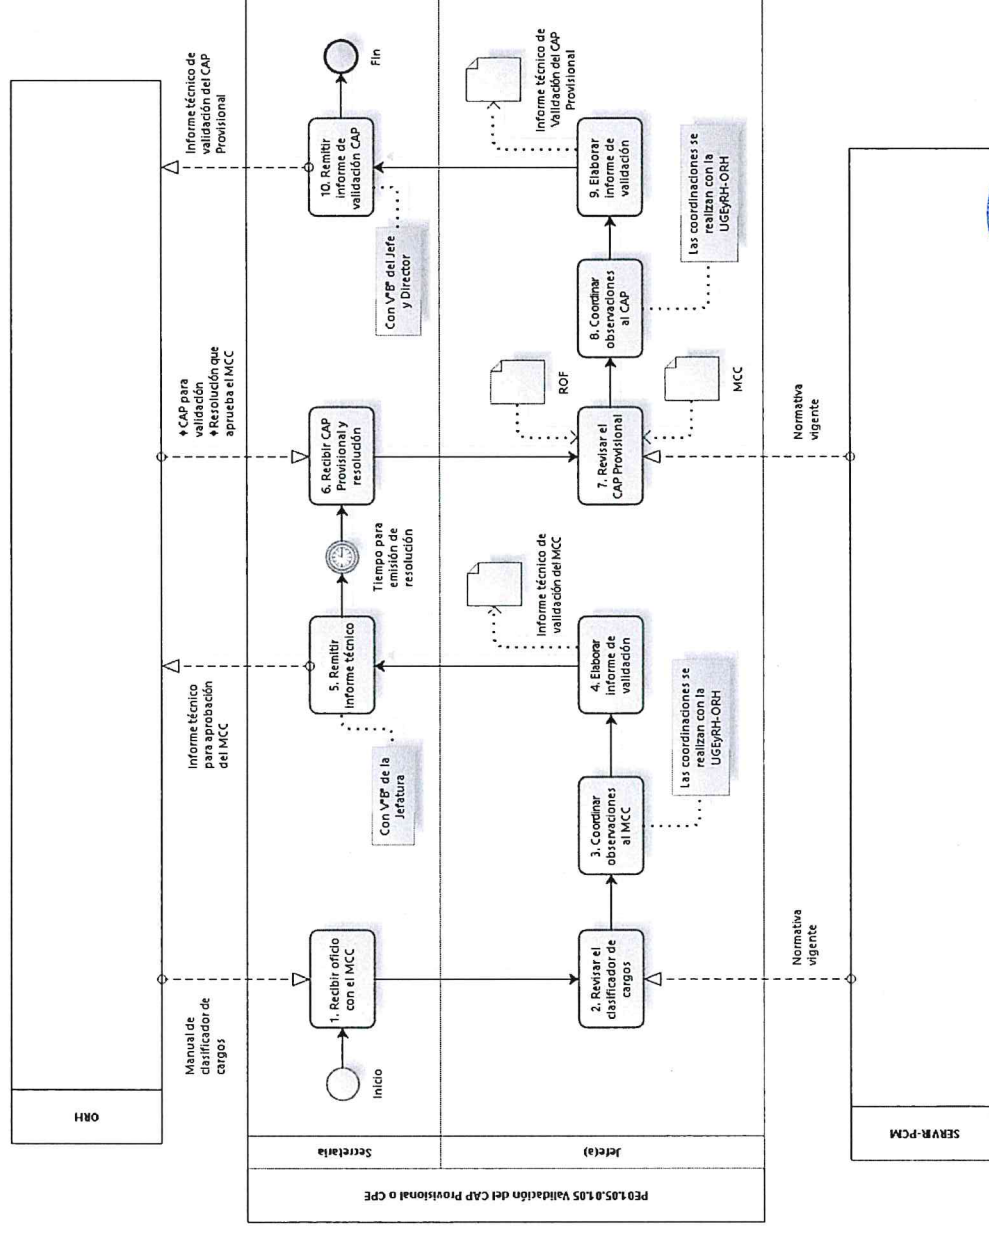 ORH
Manual de
clasificador de
cargos
Informe técnico
para aprobación
del MCC
♦ CAP para
validación
♦ Resolución que
aprueba el MCC
Informe técnico de
validación del CAP
Provisional
PE01.05.01.05 Validación del CAP Provisional o CPE
Secretaria
Inicio
1. Recibir oficio
con el MCC
Con V°B° de la
Jefatura
5. Remitir
Informe técnico
Tiempo para
emisión de
resolución
6. Recibir CAP
Provisional y
resolución
Con V°B° del Jefe
y Director
10. Remitir
informe de
validación CAP
Fin
Jefe(a)
2. Revisar el
clasificador de
cargos
3. Coordinar
observaciones
al MCC
Las coordinaciones se
realizan con la
UGEyRH-ORH
4. Elaborar
informe de
validación
Informe técnico de
validación del MCC
7. Revisar el
CAP Provisional
ROF
MCC
8. Coordinar
observaciones
al CAP
Las coordinaciones se
realizan con la
UGEyRH-ORH
9. Elaborar
informe de
validación
Informe técnico de
Validación del CAP
Provisional
Normativa
vigente
Normativa
vigente
SERVIR-PCM